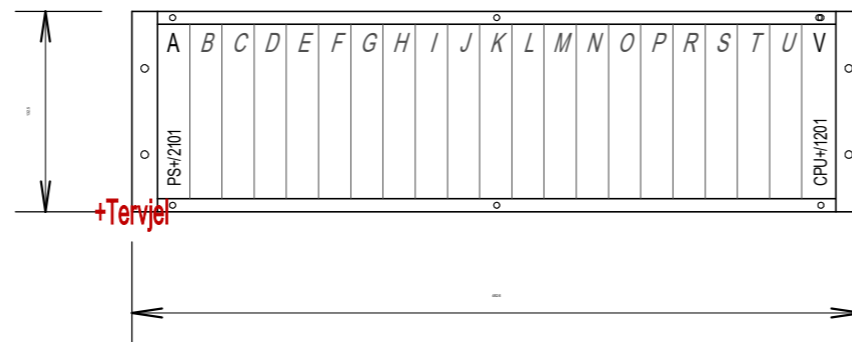 A B C D E F G H I J K L M N O P R S T U V
PS+/2101
CPU+/1201
+Tervjel